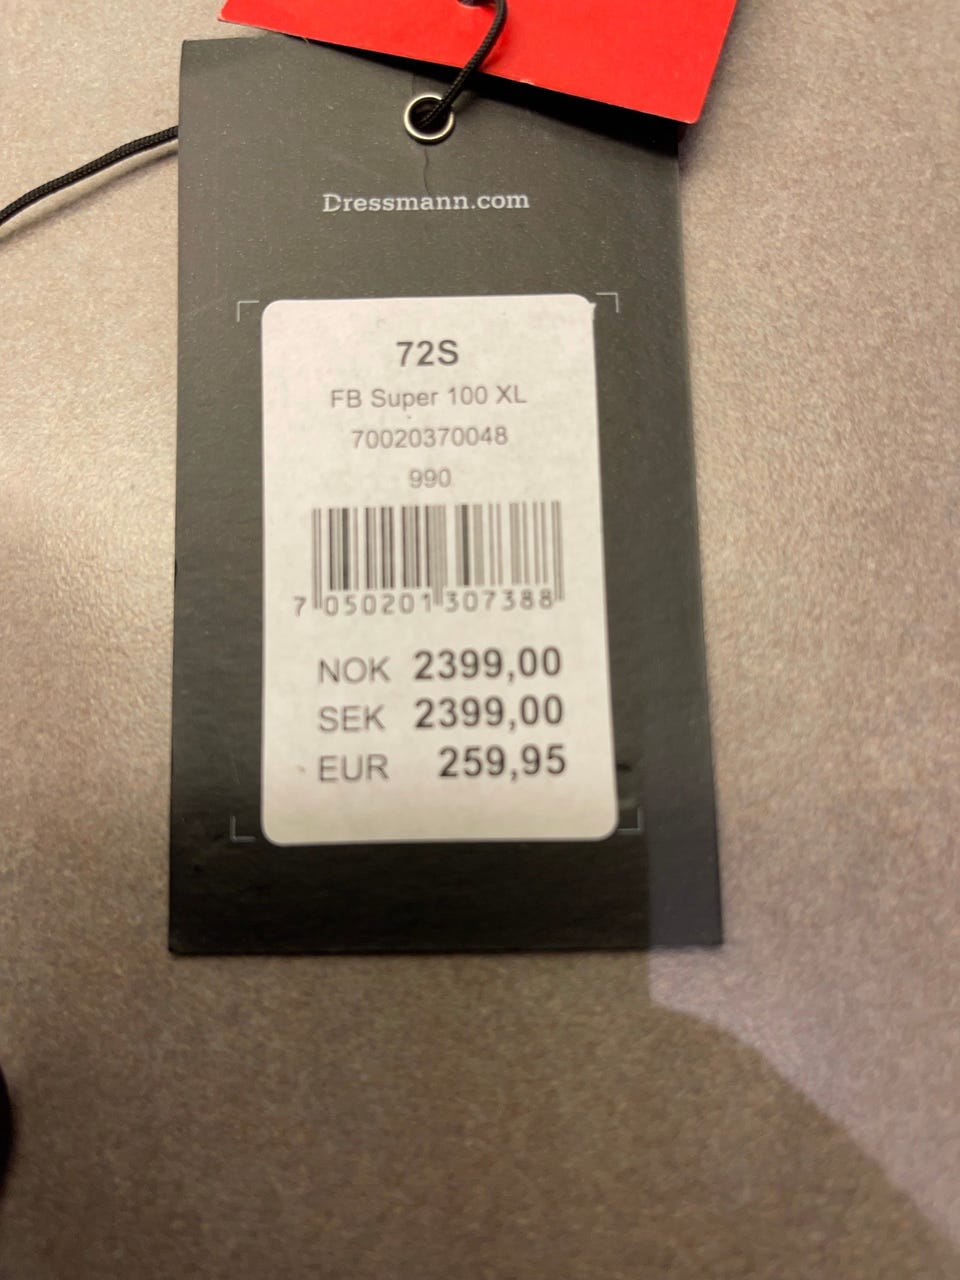 Dressmann.com
72S
FB Super 100 XL
70020370048
990
7 050201 307388
NOK 2399,00
SEK 2399,00
EUR 259,95